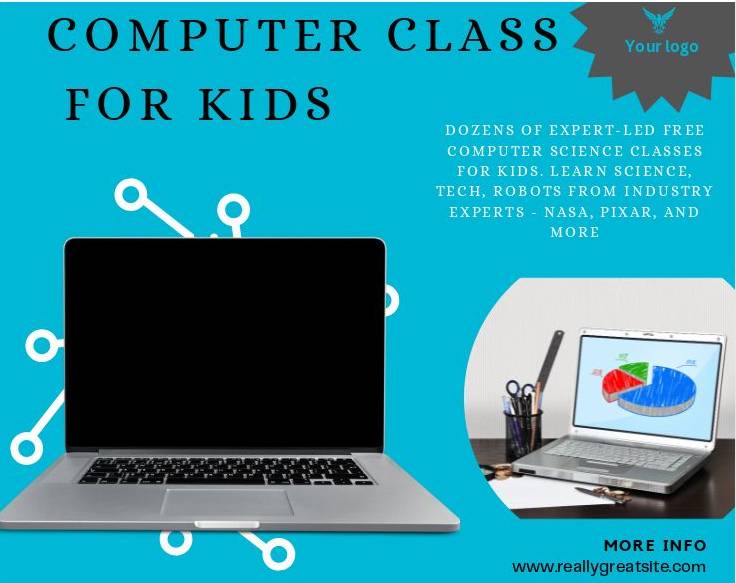 COMPUTER CLASS
FOR KIDS
Your logo
DOZENS OF EXPERT-LED FREE
COMPUTER SCIENCE CLASSES
FOR KIDS. LEARN SCIENCE,
TECH, ROBOTS FROM INDUSTRY
EXPERTS - NASA, PIXAR, AND
MORE
MORE INFO
www.reallygreatsite.com